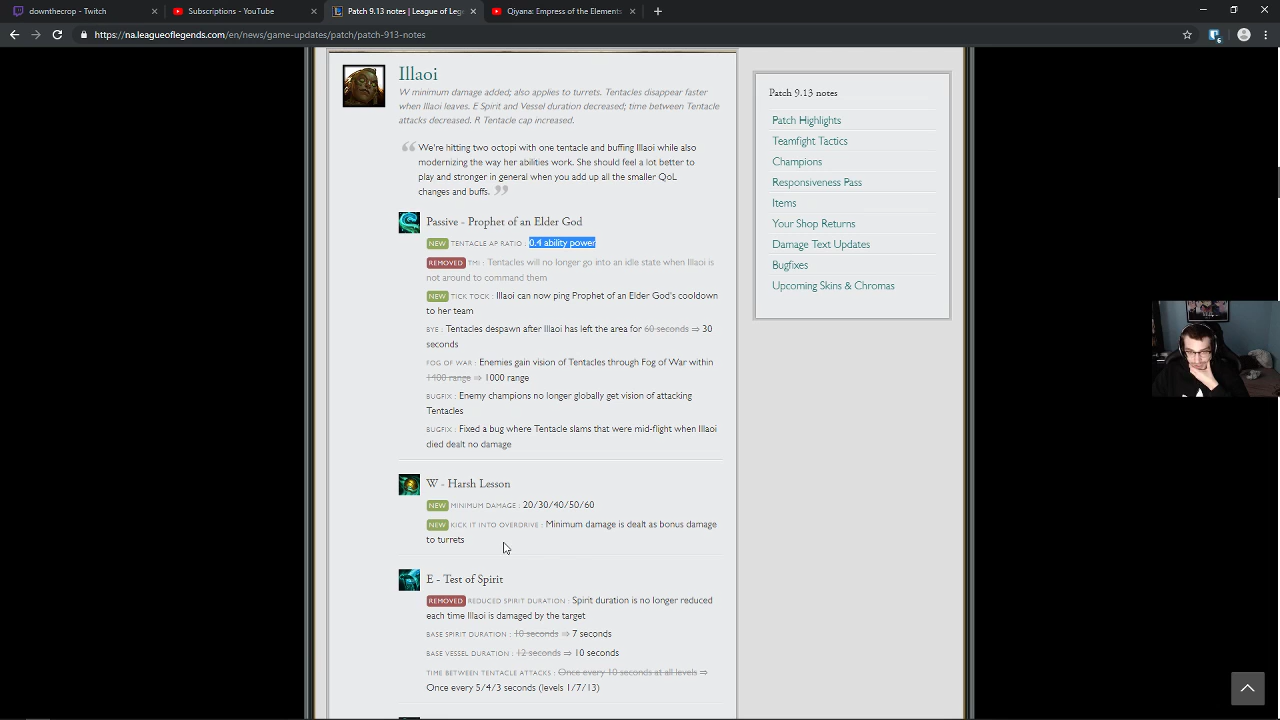 downthecrop - Twitch
Subscriptions - YouTube
Patch 9.13 notes | League of Lege
Qiyana: Empress of the Elements
https://na.leagueoflegends.com/en/news/game-updates/patch/patch-913-notes
Illaoi
W minimum damage added; also applies to turrets. Tentacles disappear faster
when Illaoi leaves. E Spirit and Vessel duration decreased; time between Tentacle
attacks decreased. R Tentacle cap increased.
We're hitting two octopi with one tentacle and buffing Illaoi while also
modernizing the way her abilities work. She should feel a lot better to
play and stronger in general when you add up all the smaller QoL
changes and buffs.
Passive - Prophet of an Elder God
NEW TENTACLE AP RATIO : 0.4 ability power
REMOVED TMI : Tentacles will no longer go into an idle state when Illaoi is
not around to command them
NEW TICK TOCK : Illaoi can now ping Prophet of an Elder God's cooldown
to her team
BYE : Tentacles despawn after Illaoi has left the area for 60 seconds ⇒ 30
seconds
FOG OF WAR : Enemies gain vision of Tentacles through Fog of War within
1400 range ⇒ 1000 range
BUGFIX : Enemy champions no longer globally get vision of attacking
Tentacles
BUGFIX : Fixed a bug where Tentacle slams that were mid-flight when Illaoi
died dealt no damage
W - Harsh Lesson
NEW MINIMUM DAMAGE : 20/30/40/50/60
NEW KICK IT INTO OVERDRIVE : Minimum damage is dealt as bonus damage
to turrets
E - Test of Spirit
REMOVED REDUCED SPIRIT DURATION : Spirit duration is no longer reduced
each time Illaoi is damaged by the target
BASE SPIRIT DURATION : 10 seconds ⇒ 7 seconds
BASE VESSEL DURATION : 12 seconds ⇒ 10 seconds
TIME BETWEEN TENTACLE ATTACKS : Once every 10 seconds at all levels ⇒
Once every 5/4/3 seconds (levels 1/7/13)
Patch 9.13 notes
Patch Highlights
Teamfight Tactics
Champions
Responsiveness Pass
Items
Your Shop Returns
Damage Text Updates
Bugfixes
Upcoming Skins & Chromas